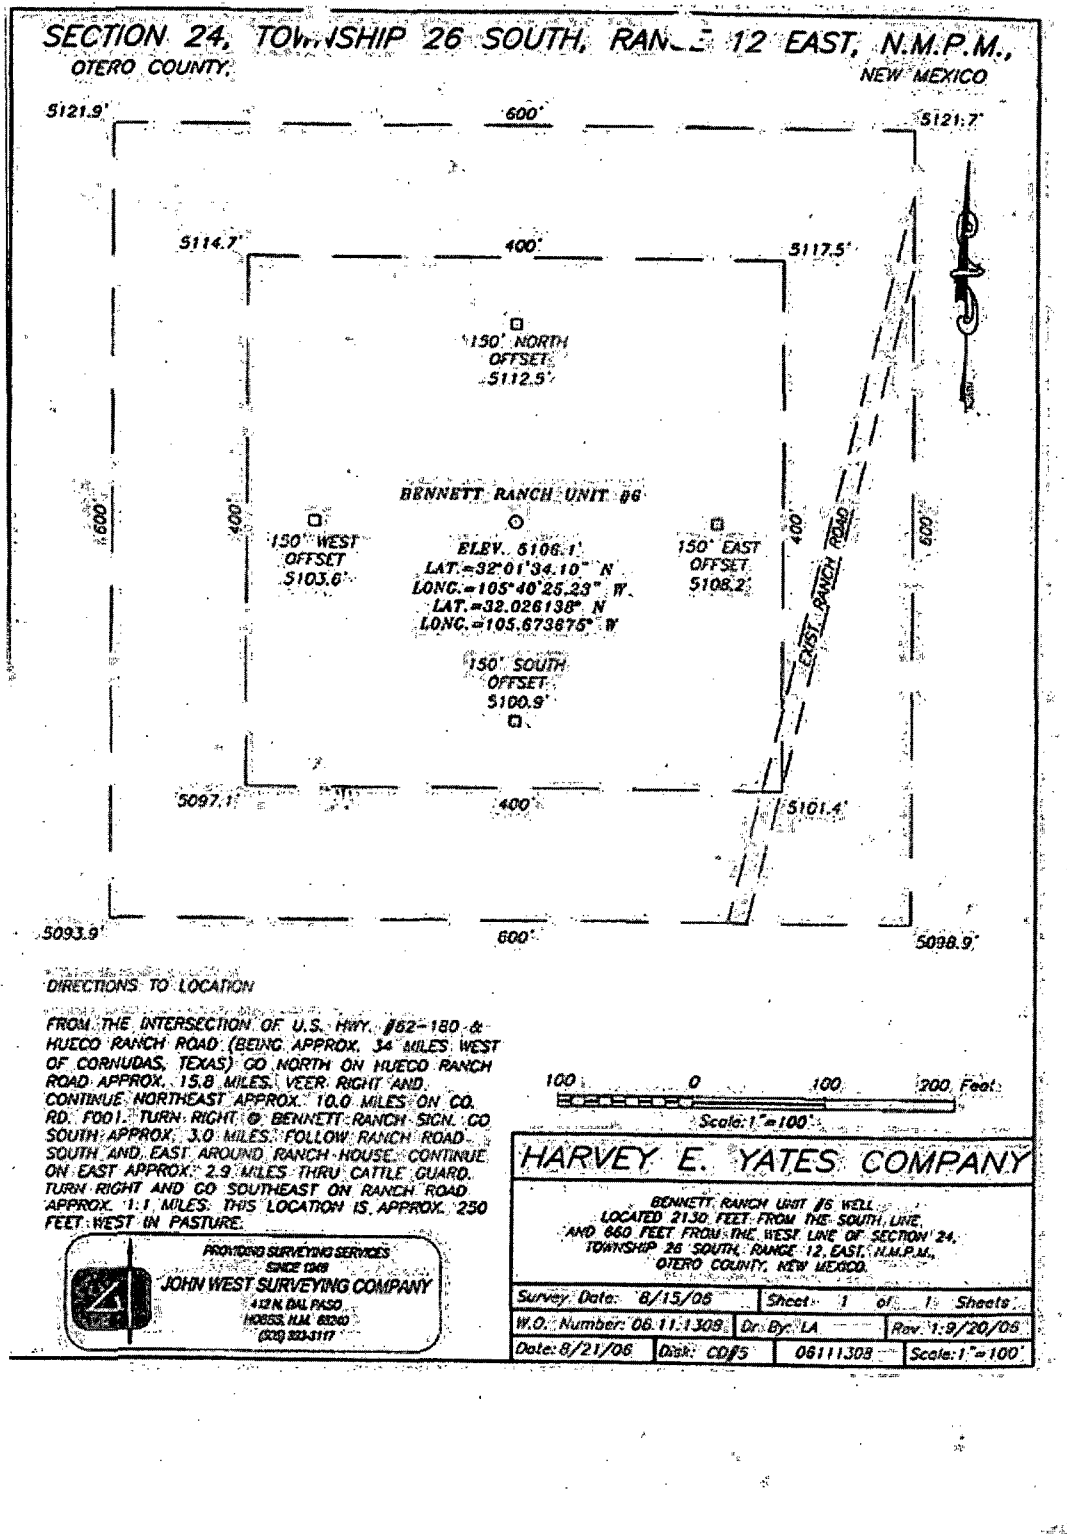 SECTION 24, TOWNSHIP 26 SOUTH, RANGE 12 EAST, N.M.P.M.,
OTERO COUNTY, NEW MEXICO
5121.9' 600' 5121.7'
5114.7' 400' 5117.5'
150' NORTH
OFFSET
5112.5'
600' 400' 400' 600'
BENNETT RANCH UNIT #6
150' WEST
OFFSET
5103.6'
ELEV. 5106.1'
LAT.=32°01'34.10" N
LONG.=105°40'25.23" W
LAT.=32.026138° N
LONG.=105.673675° W
150' EAST
OFFSET
5108.2'
EXIST. RANCH ROAD
150' SOUTH
OFFSET
5100.9'
5097.1' 400' 5101.4'
5093.9' 600' 5098.9'
DIRECTIONS TO LOCATION
FROM THE INTERSECTION OF U.S. HWY. #62-180 &
HUECO RANCH ROAD (BEING APPROX. 34 MILES WEST
OF CORNUDAS, TEXAS) GO NORTH ON HUECO RANCH
ROAD APPROX. 15.8 MILES. VEER RIGHT AND
CONTINUE NORTHEAST APPROX. 10.0 MILES ON CO.
RD. F001. TURN RIGHT @ BENNETT RANCH SIGN. GO
SOUTH APPROX. 3.0 MILES. FOLLOW RANCH ROAD
SOUTH AND EAST AROUND RANCH HOUSE. CONTINUE
ON EAST APPROX. 2.9 MILES THRU CATTLE GUARD.
TURN RIGHT AND GO SOUTHEAST ON RANCH ROAD
APPROX. 1.1 MILES. THIS LOCATION IS APPROX. 250
FEET WEST IN PASTURE.
100 0 100 200 Feet
Scale:1"=100'
PROVIDING SURVEYING SERVICES
SINCE 1946
JOHN WEST SURVEYING COMPANY
412 N. DAL PASO
HOBBS, N.M. 88240
(505) 393-3117
HARVEY E. YATES COMPANY
BENNETT RANCH UNIT #6 WELL
LOCATED 2130 FEET FROM THE SOUTH LINE
AND 660 FEET FROM THE WEST LINE OF SECTION 24,
TOWNSHIP 26 SOUTH, RANGE 12, EAST, N.M.P.M.,
OTERO COUNTY, NEW MEXICO.
Survey Date: 8/15/06 Sheet 1 of 1 Sheets
W.O. Number: 06.11.1308 Dr. By: LA Rev. 1:9/20/06
Date: 8/21/06 Disk: CD#5 06111308 Scale:1"=100'